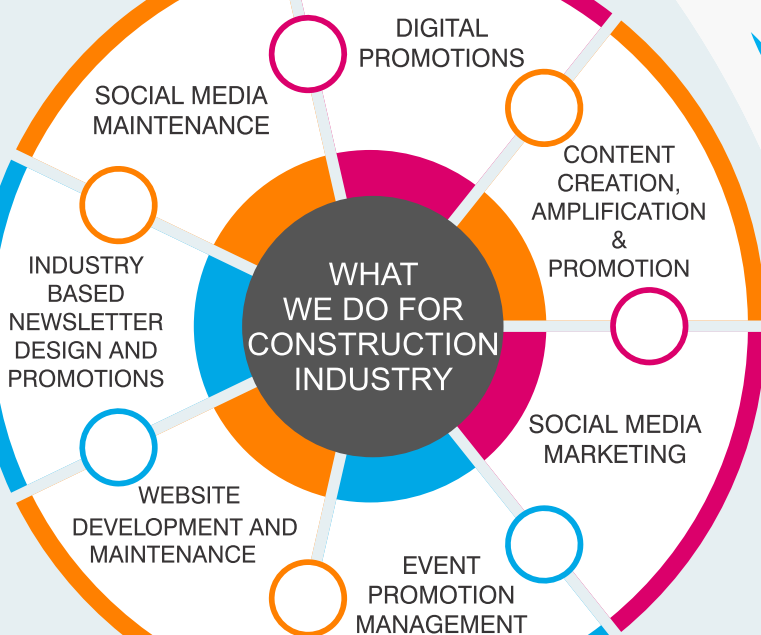 DIGITAL
PROMOTIONS
SOCIAL MEDIA
MAINTENANCE
CONTENT
CREATION,
AMPLIFICATION
&
PROMOTION
INDUSTRY
BASED
NEWSLETTER
DESIGN AND
PROMOTIONS
WHAT
WE DO FOR
CONSTRUCTION
INDUSTRY
SOCIAL MEDIA
MARKETING
WEBSITE
DEVELOPMENT AND
MAINTENANCE
EVENT
PROMOTION
MANAGEMENT